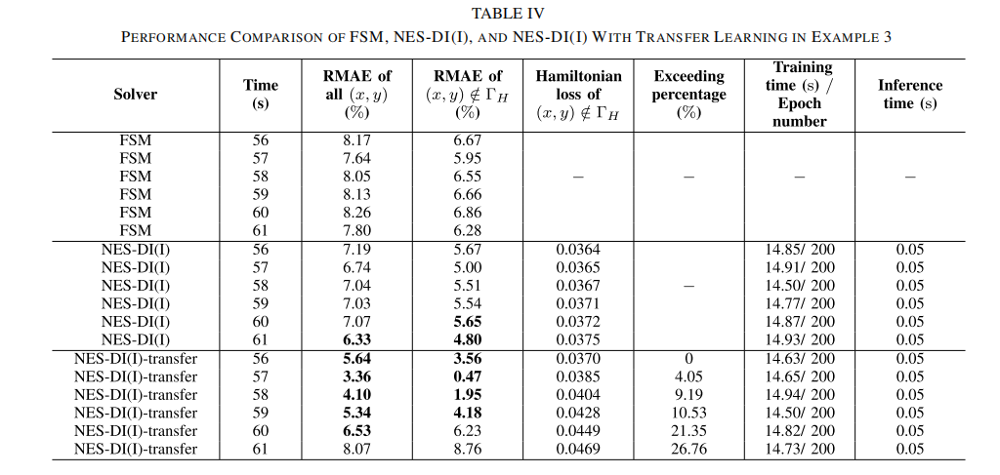 TABLE IV
PERFORMANCE COMPARISON OF FSM, NES-DI(I), AND NES-DI(I) WITH TRANSFER LEARNING IN EXAMPLE 3
Solver Time (s) RMAE of all (x, y) (%) RMAE of (x, y) ∉ Γ_H (%) Hamiltonian loss of (x, y) ∉ Γ_H Exceeding percentage (%) Training time (s) / Epoch number Inference time (s)
FSM 56 8.17 6.67
FSM 57 7.64 5.95
FSM 58 8.05 6.55 − − − −
FSM 59 8.13 6.66
FSM 60 8.26 6.86
FSM 61 7.80 6.28
NES-DI(I) 56 7.19 5.67 0.0364 14.85/ 200 0.05
NES-DI(I) 57 6.74 5.00 0.0365 14.91/ 200 0.05
NES-DI(I) 58 7.04 5.51 0.0367 − 14.50/ 200 0.05
NES-DI(I) 59 7.03 5.54 0.0371 14.77/ 200 0.05
NES-DI(I) 60 7.07 5.65 0.0372 14.87/ 200 0.05
NES-DI(I) 61 6.33 4.80 0.0375 14.93/ 200 0.05
NES-DI(I)-transfer 56 5.64 3.56 0.0370 0 14.63/ 200 0.05
NES-DI(I)-transfer 57 3.36 0.47 0.0385 4.05 14.65/ 200 0.05
NES-DI(I)-transfer 58 4.10 1.95 0.0404 9.19 14.94/ 200 0.05
NES-DI(I)-transfer 59 5.34 4.18 0.0428 10.53 14.50/ 200 0.05
NES-DI(I)-transfer 60 6.53 6.23 0.0449 21.35 14.82/ 200 0.05
NES-DI(I)-transfer 61 8.07 8.76 0.0469 26.76 14.73/ 200 0.05